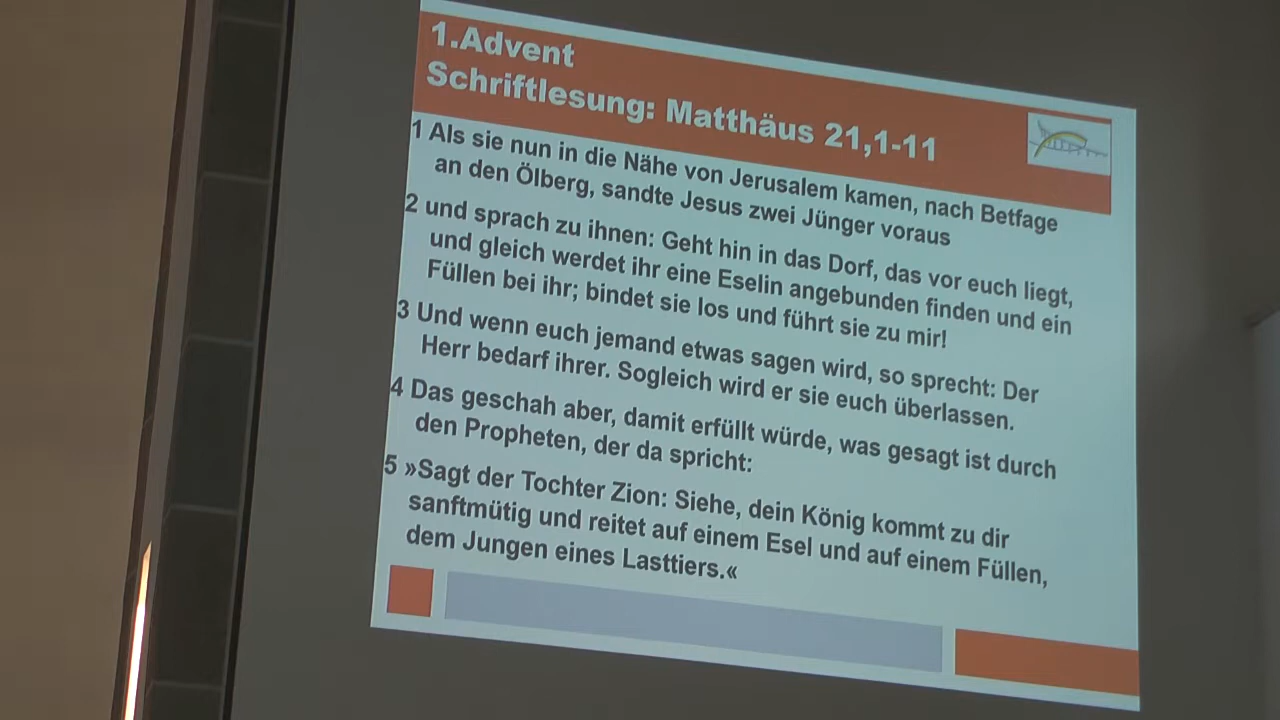 1.Advent
Schriftlesung: Matthäus 21,1-11
1 Als sie nun in die Nähe von Jerusalem kamen, nach Betfage
an den Ölberg, sandte Jesus zwei Jünger voraus
2 und sprach zu ihnen: Geht hin in das Dorf, das vor euch liegt,
und gleich werdet ihr eine Eselin angebunden finden und ein
Füllen bei ihr; bindet sie los und führt sie zu mir!
3 Und wenn euch jemand etwas sagen wird, so sprecht: Der
Herr bedarf ihrer. Sogleich wird er sie euch überlassen.
4 Das geschah aber, damit erfüllt würde, was gesagt ist durch
den Propheten, der da spricht:
5 »Sagt der Tochter Zion: Siehe, dein König kommt zu dir
sanftmütig und reitet auf einem Esel und auf einem Füllen,
dem Jungen eines Lasttiers.«